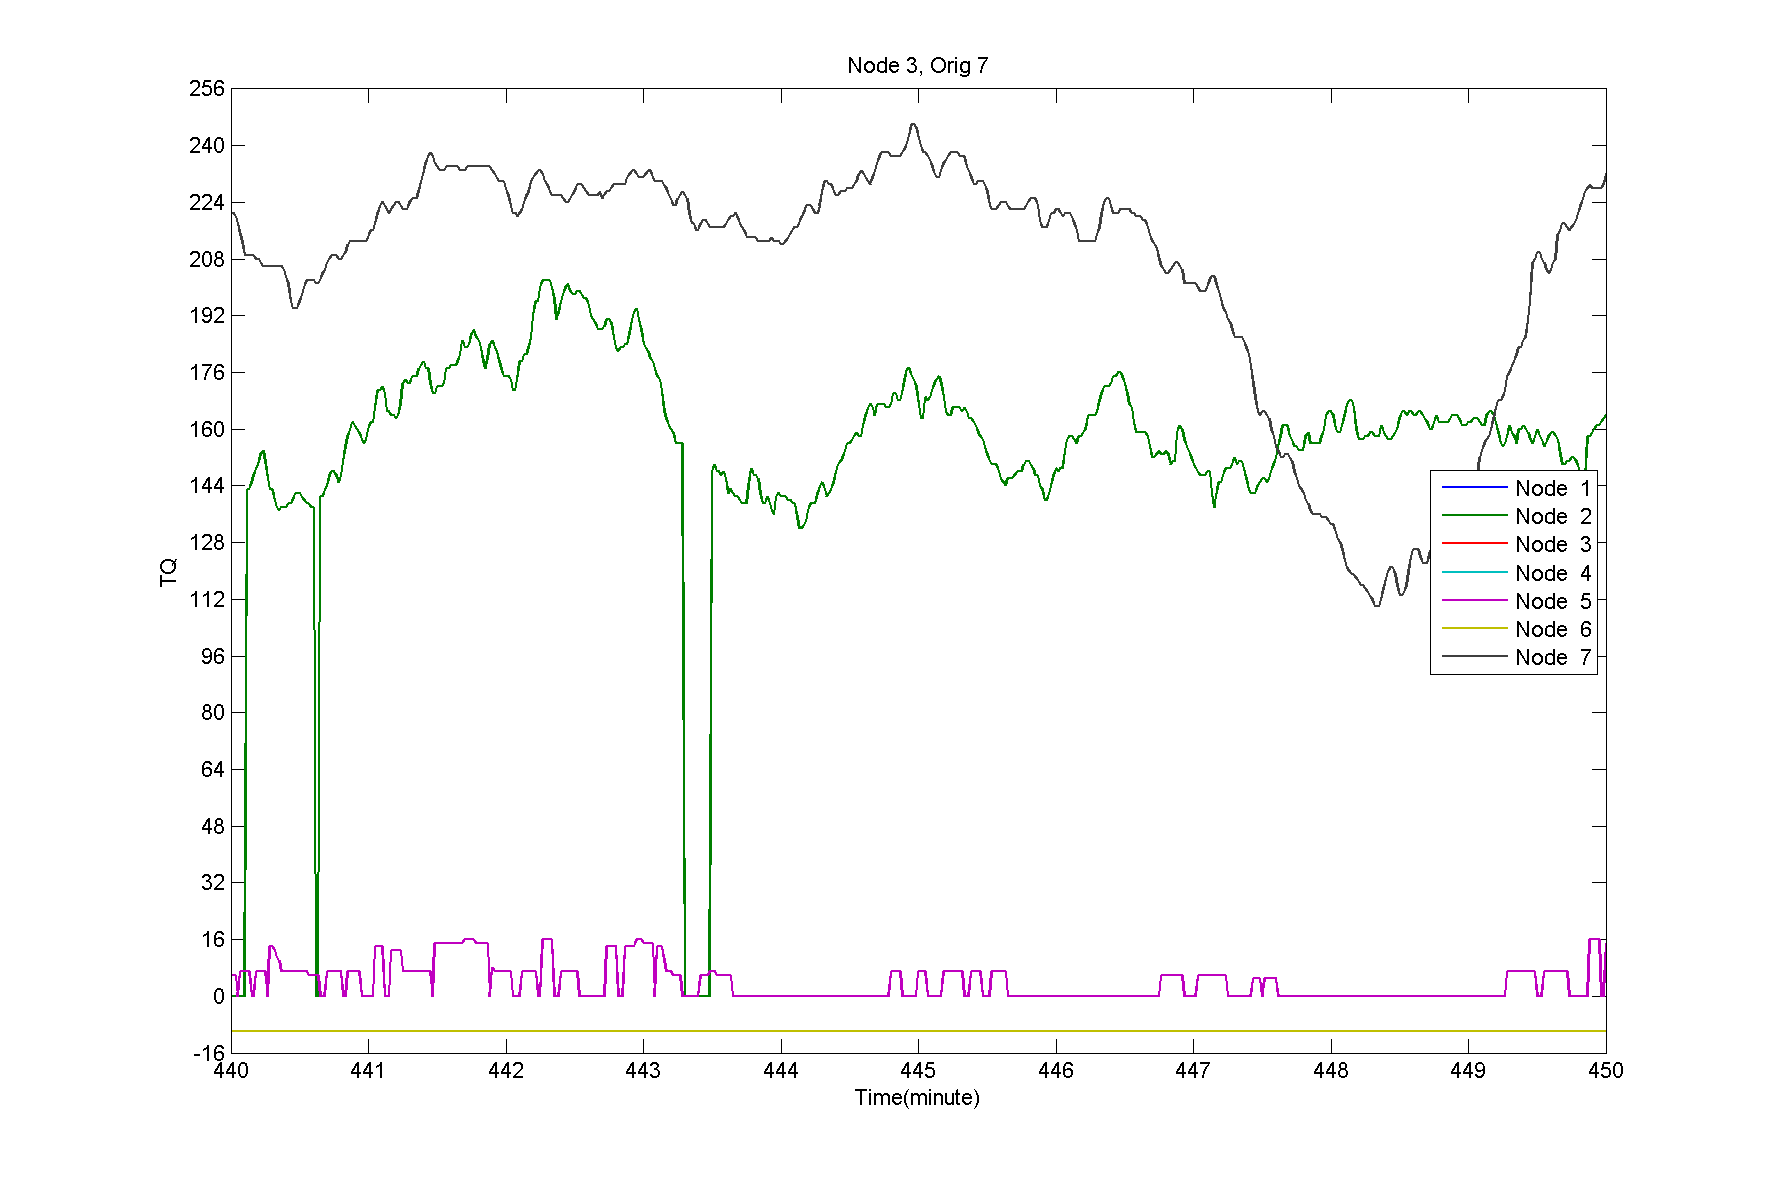 Node 3, Orig 7
256
240
224
208
192
176
160
144
128
112
96
80
64
48
32
16
0
-16
TQ
Node 1
Node 2
Node 3
Node 4
Node 5
Node 6
Node 7
440 441 442 443 444 445 446 447 448 449 450
Time(minute)